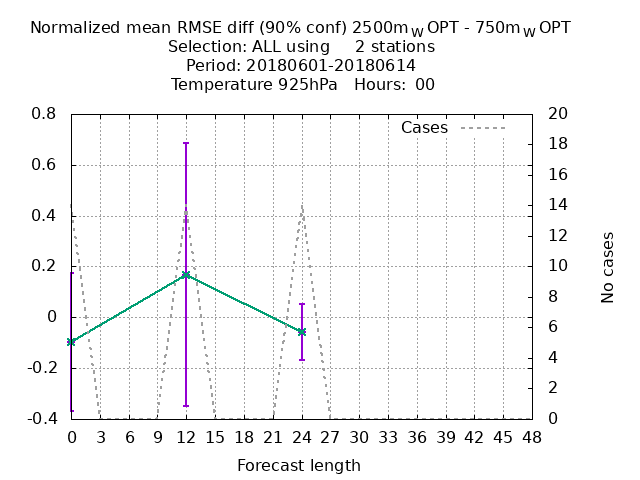 Normalized mean RMSE diff (90% conf) 2500m W OPT - 750m W OPT
Selection: ALL using 2 stations
Period: 20180601-20180614
Temperature 925hPa Hours: 00
Cases
0.8
0.6
0.4
0.2
0
-0.2
-0.4
20
18
16
14
12
10
8
6
4
2
0
No cases
0 3 6 9 12 15 18 21 24 27 30 33 36 39 42 45 48
Forecast length